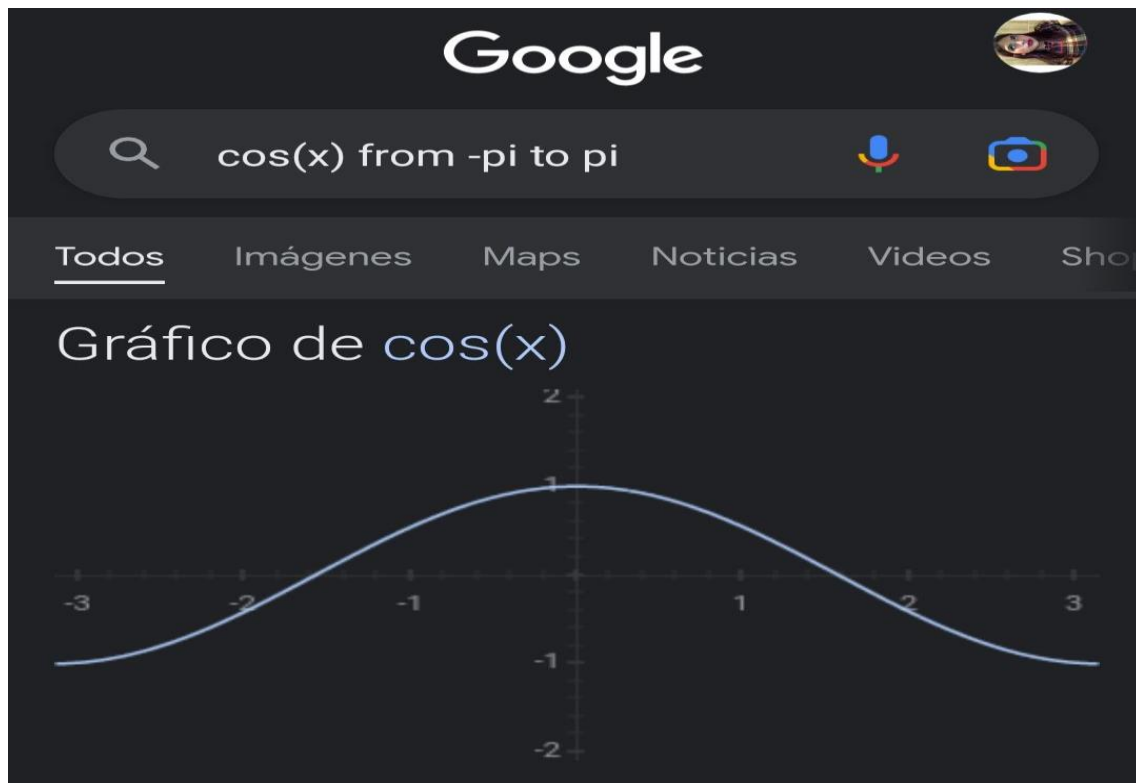 Google
cos(x) from -pi to pi
Todos Imágenes Maps Noticias Videos Shop
Gráfico de cos(x)
2
1
-3 -2 -1 1 2 3
-1
-2